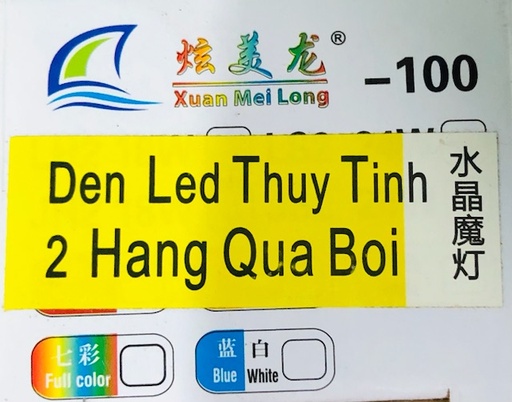 炫美龙® -100
Xuan Mei Long
Den Led Thuy Tinh
2 Hang Qua Boi
水晶魔灯
七彩
Full color
蓝 白
Blue White